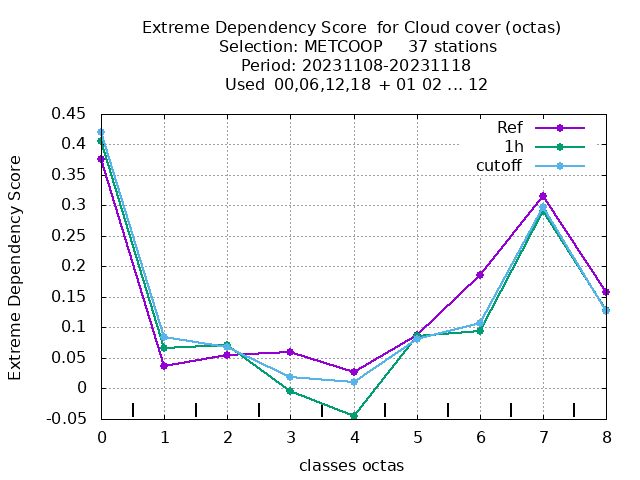 Extreme Dependency Score  for Cloud cover (octas)
Selection: METCOOP     37 stations
Period: 20231108-20231118
Used  00,06,12,18 + 01 02 ... 12
Ref
1h
cutoff
Extreme Dependency Score
0.45
0.4
0.35
0.3
0.25
0.2
0.15
0.1
0.05
0
-0.05
0 1 2 3 4 5 6 7 8
classes octas